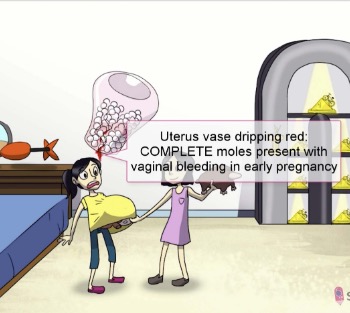 Uterus vase dripping red:
COMPLETE moles present with
vaginal bleeding in early pregnancy